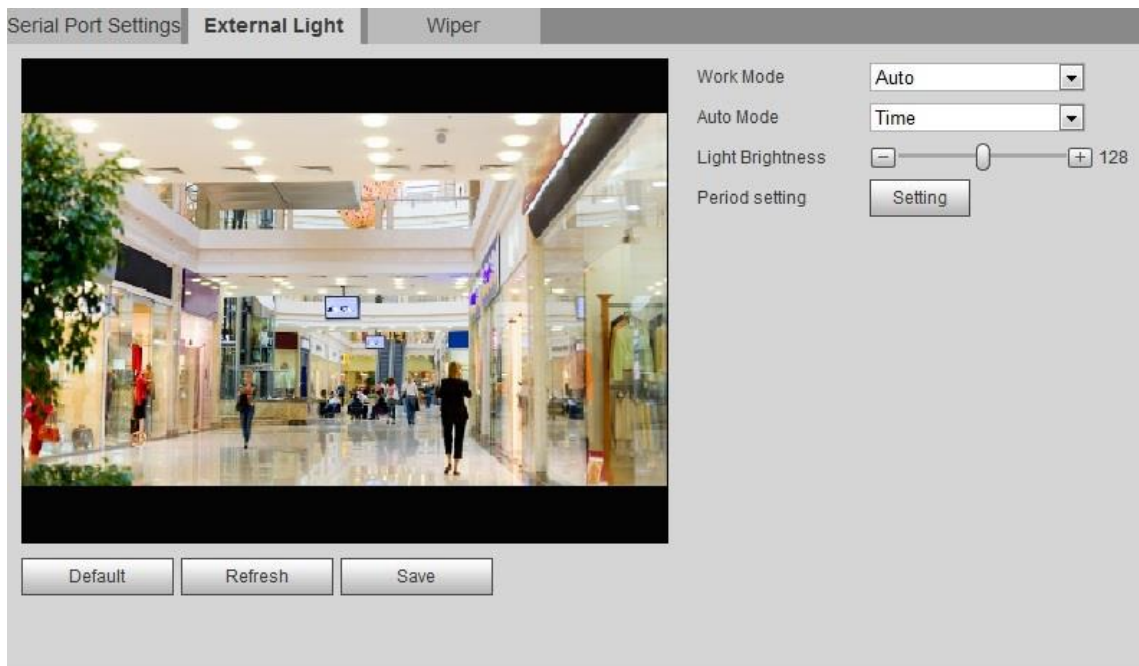 Serial Port Settings External Light Wiper
Work Mode Auto
Auto Mode Time
Light Brightness 128
Period setting Setting
Default Refresh Save